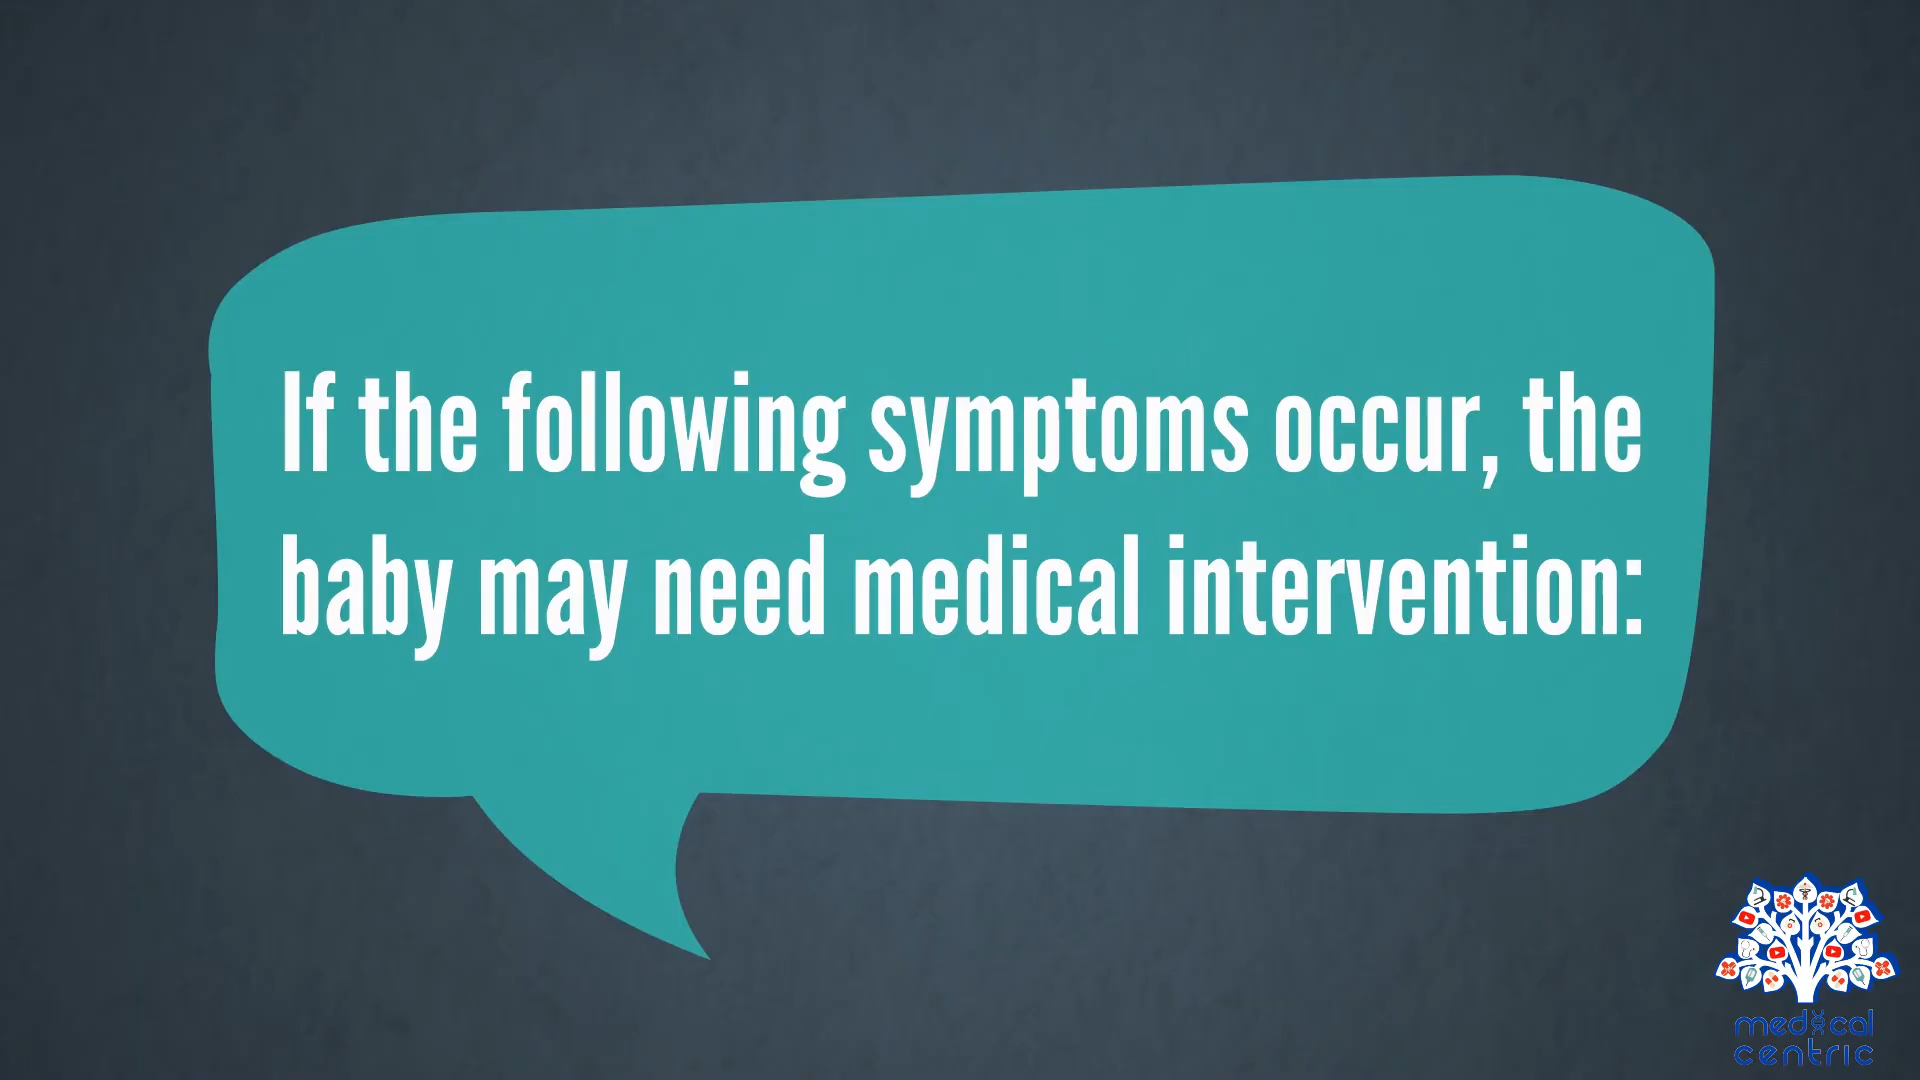 If the following symptoms occur, the
baby may need medical intervention:
medical
centric